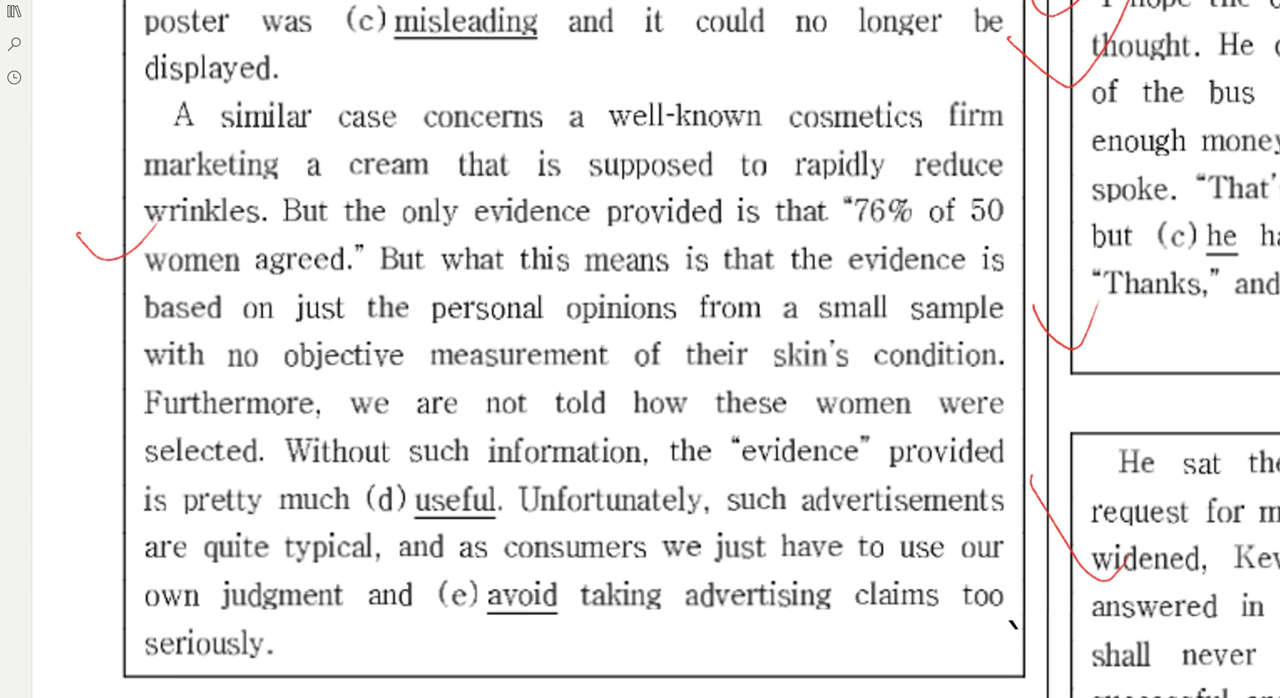 poster was (c) misleading and it could no longer be
displayed.
A similar case concerns a well-known cosmetics firm
marketing a cream that is supposed to rapidly reduce
wrinkles. But the only evidence provided is that “76% of 50
women agreed.” But what this means is that the evidence is
based on just the personal opinions from a small sample
with no objective measurement of their skin's condition.
Furthermore, we are not told how these women were
selected. Without such information, the “evidence” provided
is pretty much (d) useful. Unfortunately, such advertisements
are quite typical, and as consumers we just have to use our
own judgment and (e) avoid taking advertising claims too
seriously.
thought. He
of the bus
enough money
spoke. “That'
but (c) he
“Thanks,” and
He sat
request for
widened,
answered in
shall never